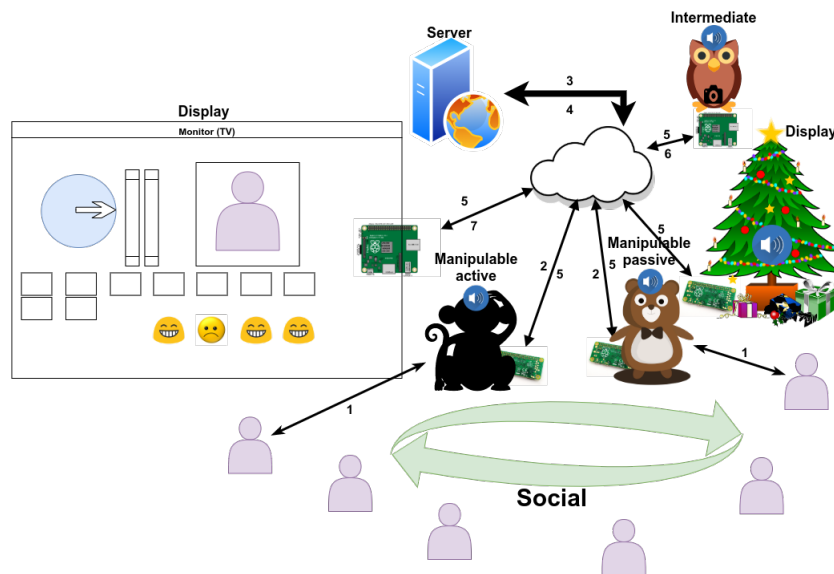 Intermediate
Server
Display
Monitor (TV)
3
4
5
6
Display
5
7
Manipulable
active
2
5
2
5
5
Manipulable
passive
1
1
Social